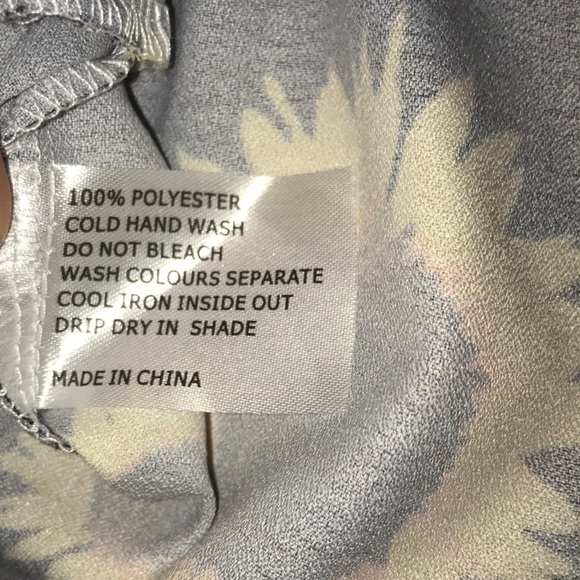 100% POLYESTER
COLD HAND WASH
DO NOT BLEACH
WASH COLOURS SEPARATE
COOL IRON INSIDE OUT
DRIP DRY IN SHADE
MADE IN CHINA